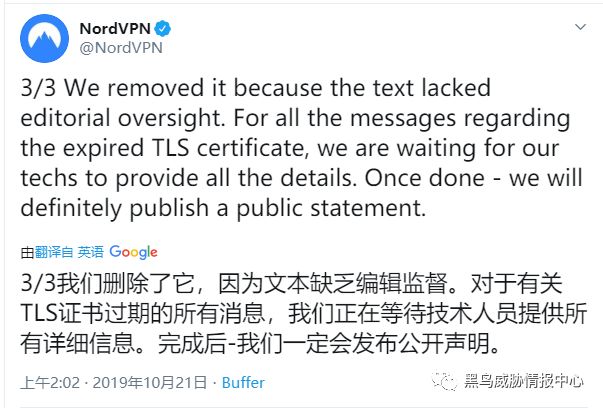 NordVPN
@NordVPN
3/3 We removed it because the text lacked
editorial oversight. For all the messages regarding
the expired TLS certificate, we are waiting for our
techs to provide all the details. Once done - we will
definitely publish a public statement.
由翻译自 英语 Google
3/3我们删除了它，因为文本缺乏编辑监督。对于有关
TLS证书过期的所有消息，我们正在等待技术人员提供所
有详细信息。完成后-我们一定会发布公开声明。
上午2:02 · 2019年10月21日 · Buffer
黑鸟威胁情报中心